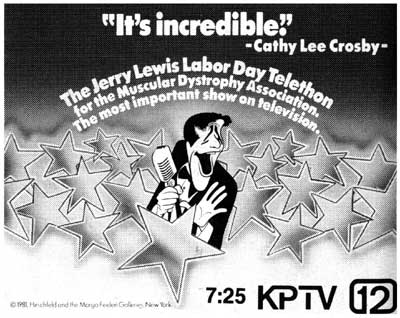 "It's incredible."
-Cathy Lee Crosby-
The Jerry Lewis Labor Day Telethon
for the Muscular Dystrophy Association.
The most important show on television.
© 1981, Hirschfeld and the Margo Feiden Galleries, New York
7:25 KPTV 12